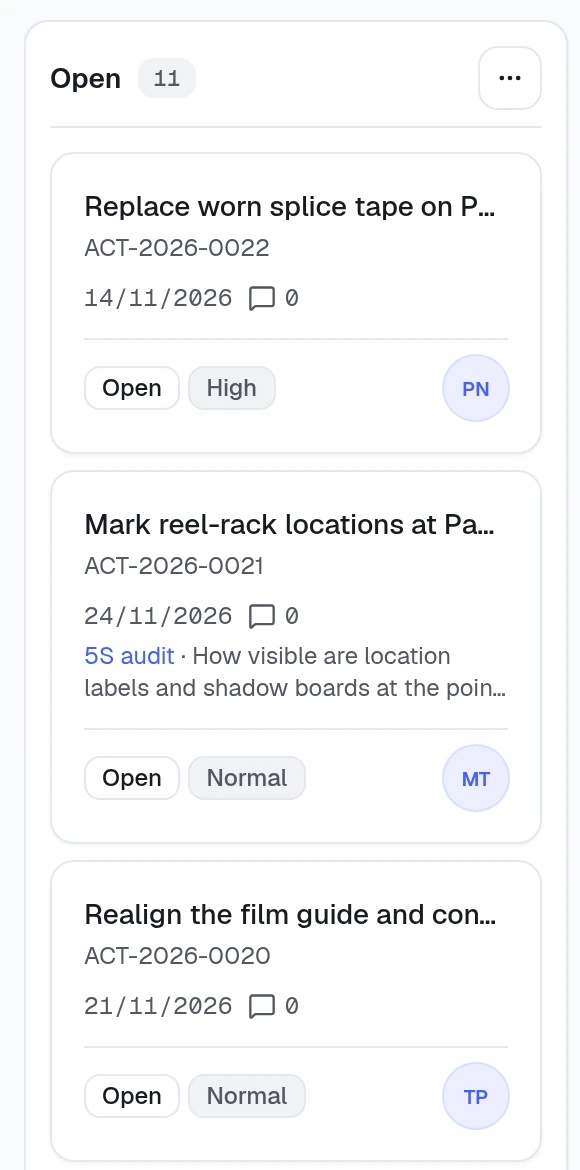 Open 11
Replace worn splice tape on P...
ACT-2026-0022
14/11/2026 0
Open High PN
Mark reel-rack locations at Pa...
ACT-2026-0021
24/11/2026 0
5S audit · How visible are location
labels and shadow boards at the poin...
Open Normal MT
Realign the film guide and con...
ACT-2026-0020
21/11/2026 0
Open Normal TP